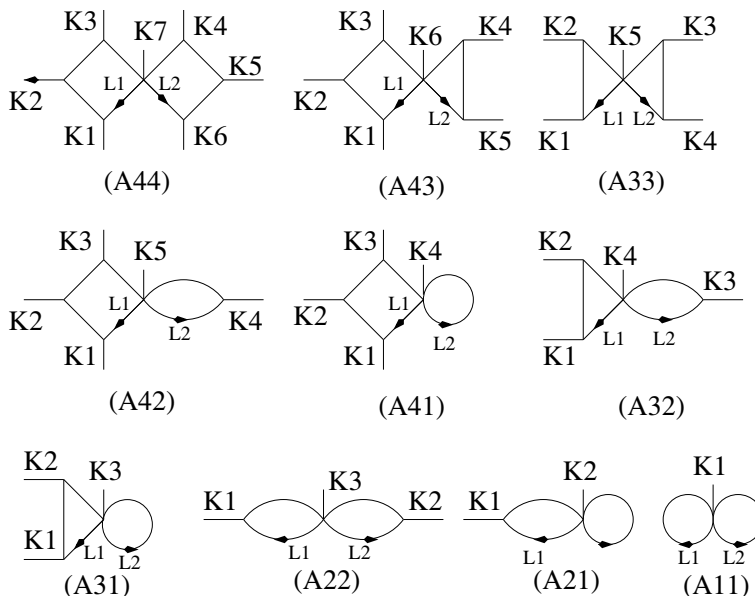 K3 K7 K4 K6 K4 K2 K5 K3
L1 L2 K5 L1
K2 K2 L2 L1 L2
K1 K6 K1 K5 K1 K4
(A44) (A43) (A33)
K3 K5 K3 K4 K2 K4
L1 L1 K3
K2 L2 K4 K2 L2 L1 L2
K1 K1 K1
(A42) (A41) (A32)
K2 K3 K1 K3 K2 K1 K2 K1
K1 L1 L2 L1 L2 L1 L1 L2
(A31) (A22) (A21) (A11)